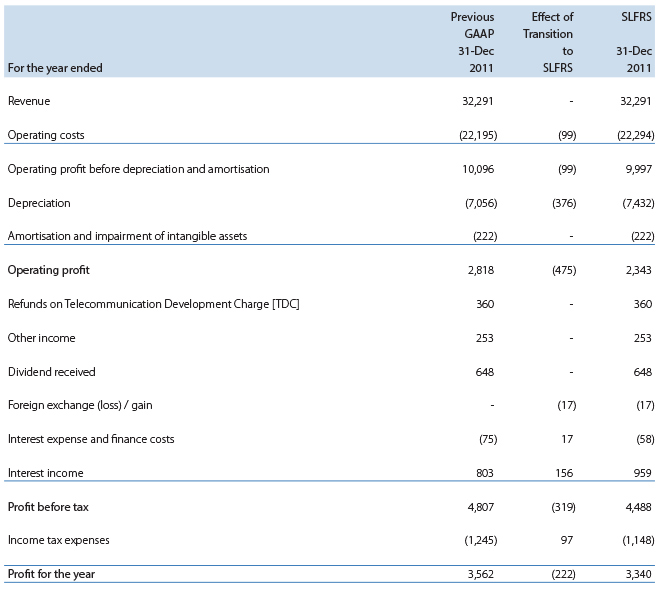 Previous Effect of SLFRS
GAAP Transition
31-Dec to 31-Dec
For the year ended 2011 SLFRS 2011
Revenue 32,291 - 32,291
Operating costs (22,195) (99) (22,294)
Operating profit before depreciation and amortisation 10,096 (99) 9,997
Depreciation (7,056) (376) (7,432)
Amortisation and impairment of intangible assets (222) - (222)
Operating profit 2,818 (475) 2,343
Refunds on Telecommunication Development Charge [TDC] 360 - 360
Other income 253 - 253
Dividend received 648 - 648
Foreign exchange (loss) / gain - (17) (17)
Interest expense and finance costs (75) 17 (58)
Interest income 803 156 959
Profit before tax 4,807 (319) 4,488
Income tax expenses (1,245) 97 (1,148)
Profit for the year 3,562 (222) 3,340